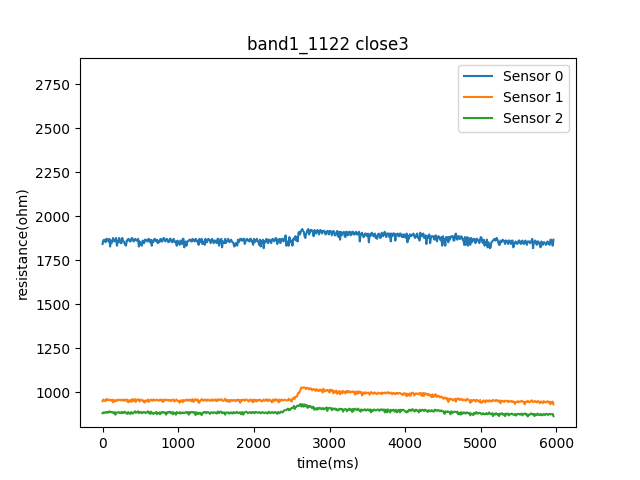 band1_1122 close3
Sensor 0
Sensor 1
Sensor 2
resistance(ohm)
2750
2500
2250
2000
1750
1500
1250
1000
0 1000 2000 3000 4000 5000 6000
time(ms)